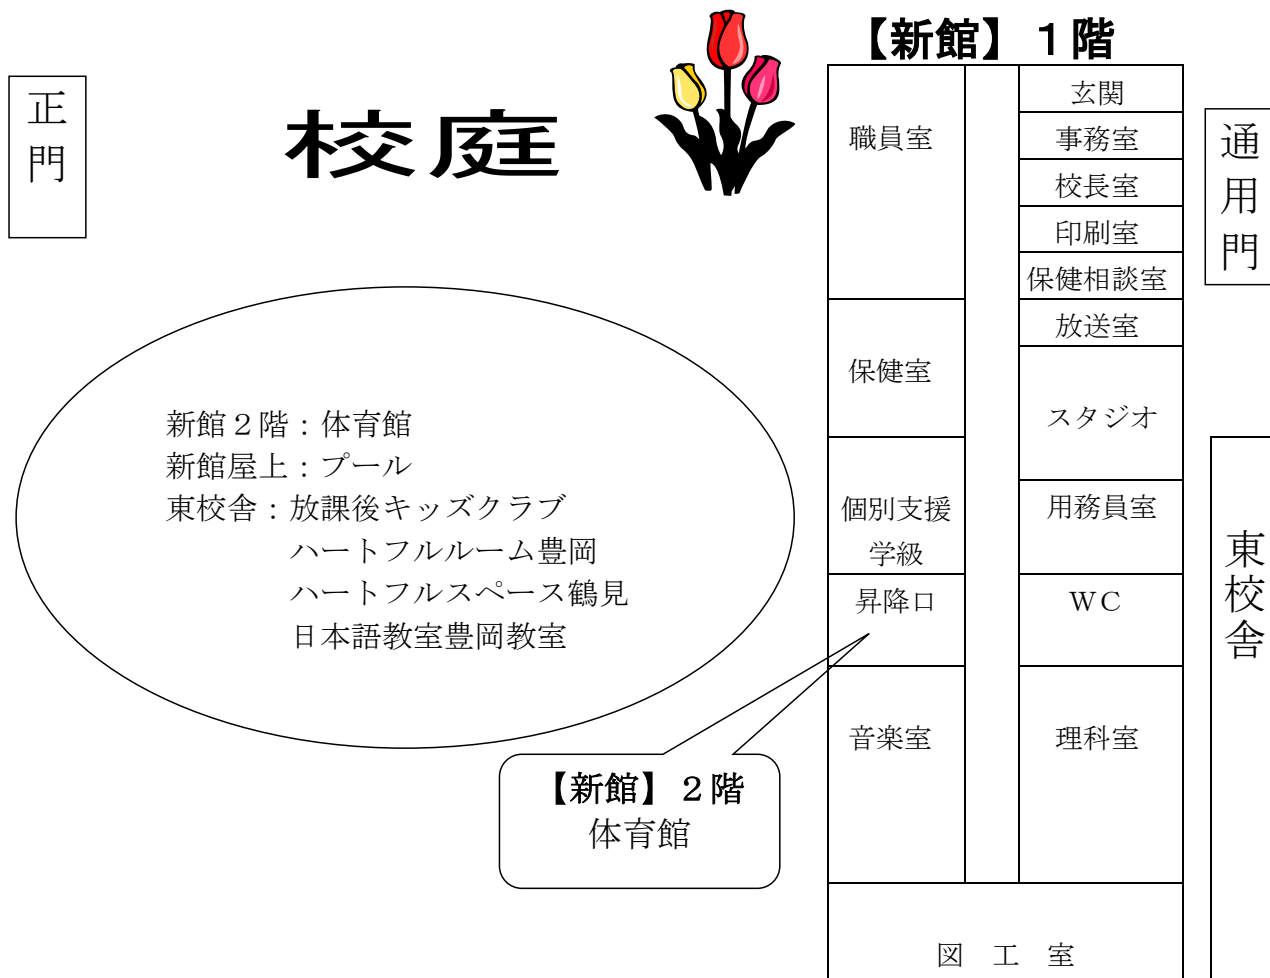 【新館】１階
正門
校庭
通用門
職員室
保健室
個別支援
学級
昇降口
音楽室
玄関
事務室
校長室
印刷室
保健相談室
放送室
スタジオ
用務員室
ＷＣ
理科室
図 工 室
東校舎
新館２階：体育館
新館屋上：プール
東校舎：放課後キッズクラブ
ハートフルルーム豊岡
ハートフルスペース鶴見
日本語教室豊岡教室
【新館】２階
体育館